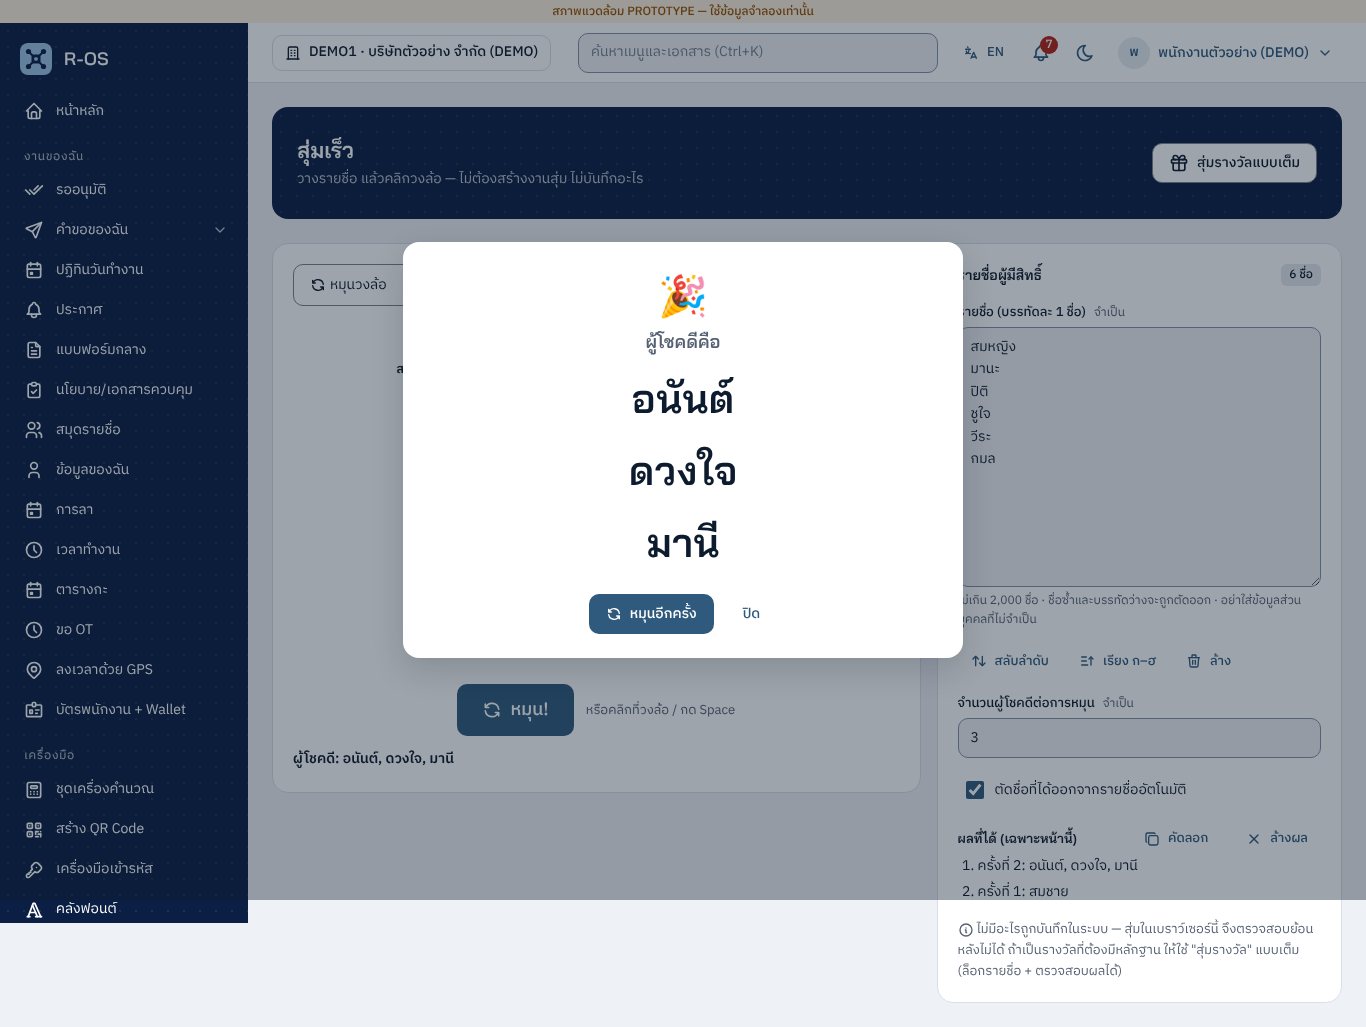 สภาพแวดล้อม PROTOTYPE — ใช้ข้อมูลจำลองเท่านั้น
R-OS
DEMO1 · บริษัทตัวอย่าง จำกัด (DEMO)
ค้นหาเมนูและเอกสาร (Ctrl+K)
EN
7
พ
พนักงานตัวอย่าง (DEMO)
หน้าหลัก
งานของฉัน
รออนุมัติ
คำขอของฉัน
ปฏิทินวันทำงาน
ประกาศ
แบบฟอร์มกลาง
นโยบาย/เอกสารควบคุม
สมุดรายชื่อ
ข้อมูลของฉัน
การลา
เวลาทำงาน
ตารางกะ
ขอ OT
ลงเวลาด้วย GPS
บัตรพนักงาน + Wallet
เครื่องมือ
ชุดเครื่องคำนวณ
สร้าง QR Code
เครื่องมือเข้ารหัส
คลังฟอนต์
สุ่มเร็ว
วางรายชื่อ แล้วคลิกวงล้อ — ไม่ต้องสร้างงานสุ่ม ไม่บันทึกอะไร
สุ่มรางวัลแบบเต็ม
หมุนวงล้อ
ผู้โชคดีคือ
อนันต์
ดวงใจ
มานี
หมุนอีกครั้ง
ปิด
หมุน!
หรือคลิกที่วงล้อ / กด Space
ผู้โชคดี: อนันต์, ดวงใจ, มานี
รายชื่อผู้มีสิทธิ์
6 ชื่อ
รายชื่อ (บรรทัดละ 1 ชื่อ) จำเป็น
สมหญิง
มานะ
ปิติ
ชูใจ
วีระ
กมล
ไม่เกิน 2,000 ชื่อ · ชื่อซ้ำและบรรทัดว่างจะถูกตัดออก · อย่าใส่ข้อมูลส่วน
บุคคลที่ไม่จำเป็น
สลับลำดับ
เรียง ก–ฮ
ล้าง
จำนวนผู้โชคดีต่อการหมุน จำเป็น
3
ตัดชื่อที่ได้ออกจากรายชื่ออัตโนมัติ
ผลที่ได้ (เฉพาะหน้านี้)
คัดลอก
ล้างผล
1. ครั้งที่ 2: อนันต์, ดวงใจ, มานี
2. ครั้งที่ 1: สมชาย
ไม่มีอะไรถูกบันทึกในระบบ — สุ่มในเบราว์เซอร์นี้ จึงตรวจสอบย้อน
หลังไม่ได้ ถ้าเป็นรางวัลที่ต้องมีหลักฐาน ให้ใช้ "สุ่มรางวัล" แบบเต็ม
(ล็อกรายชื่อ + ตรวจสอบผลได้)